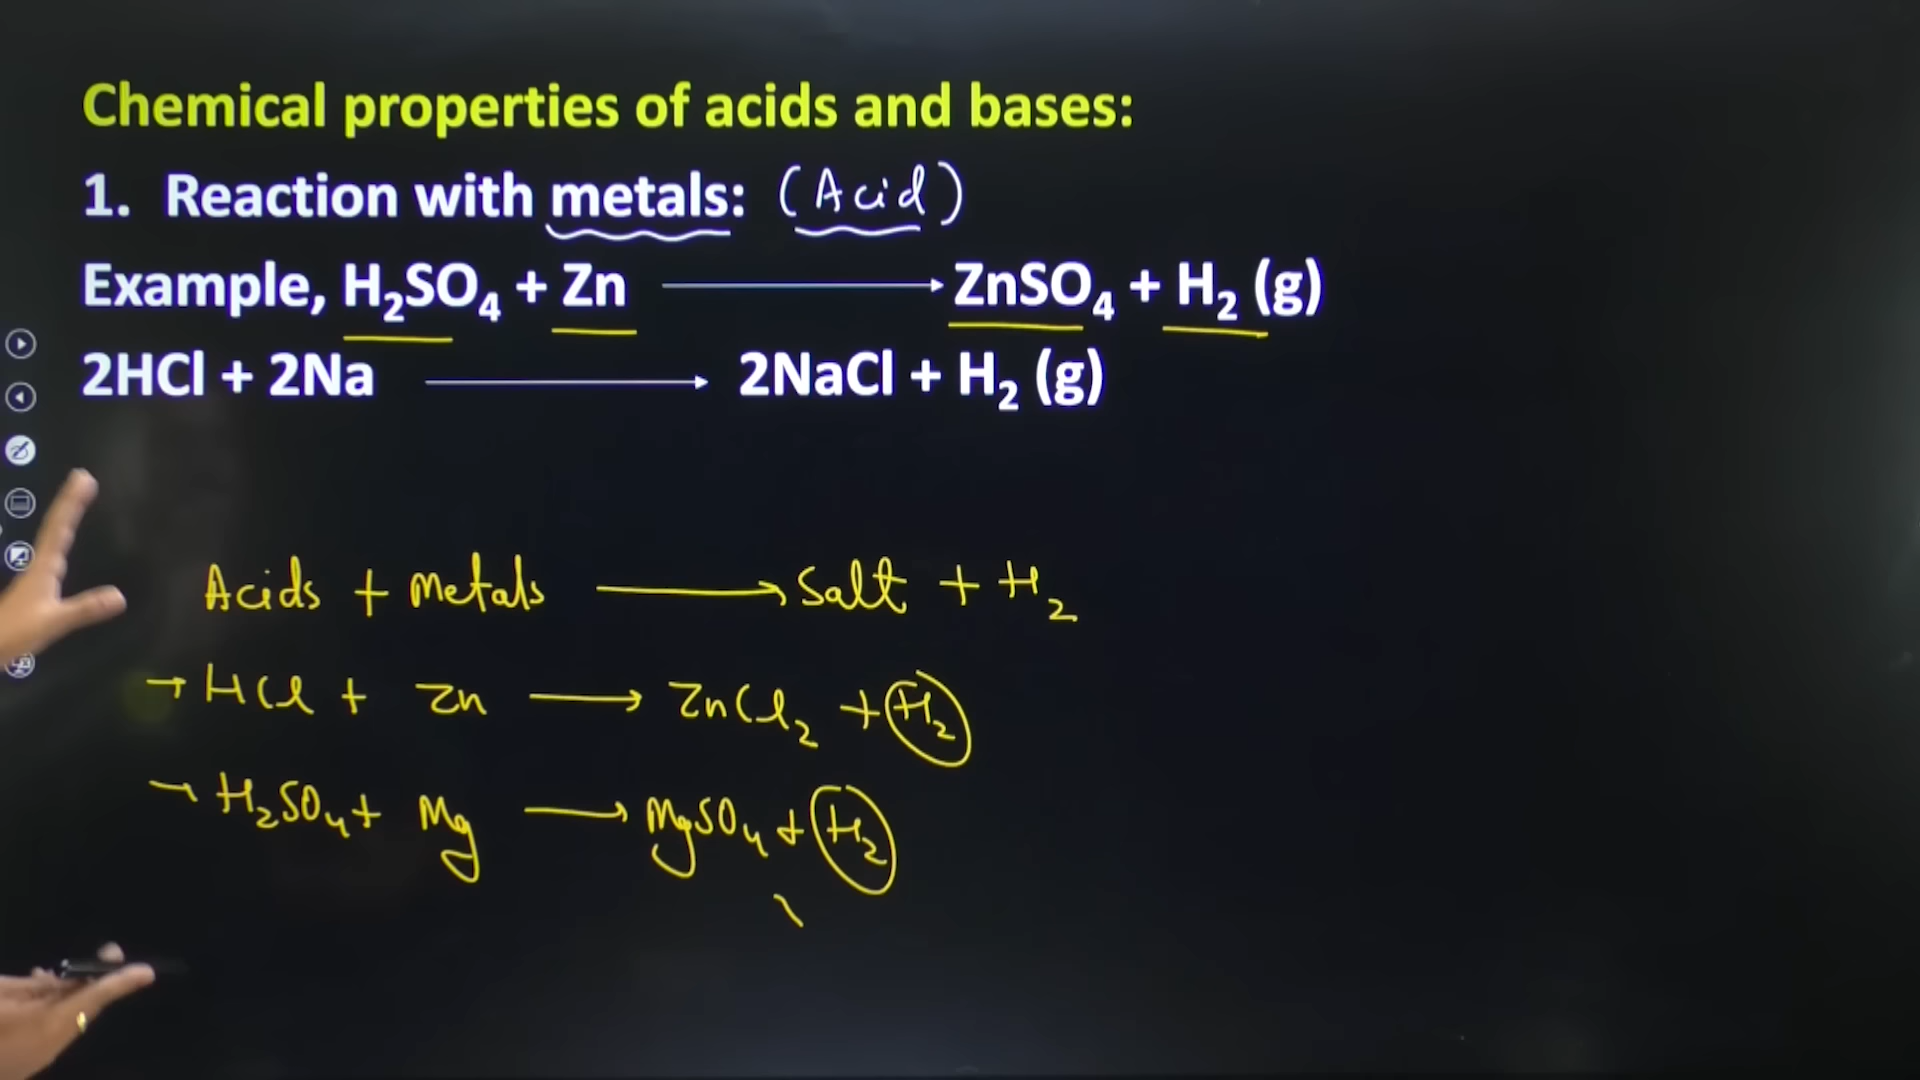 Chemical properties of acids and bases:
1. Reaction with metals: (Acid)
Example, H₂SO₄ + Zn ⟶ ZnSO₄ + H₂ (g)
2HCl + 2Na ⟶ 2NaCl + H₂ (g)
Acids + Metals ⟶ Salt + H₂
→ HCl + Zn ⟶ ZnCl₂ + H₂
→ H₂SO₄ + Mg ⟶ MgSO₄ + H₂